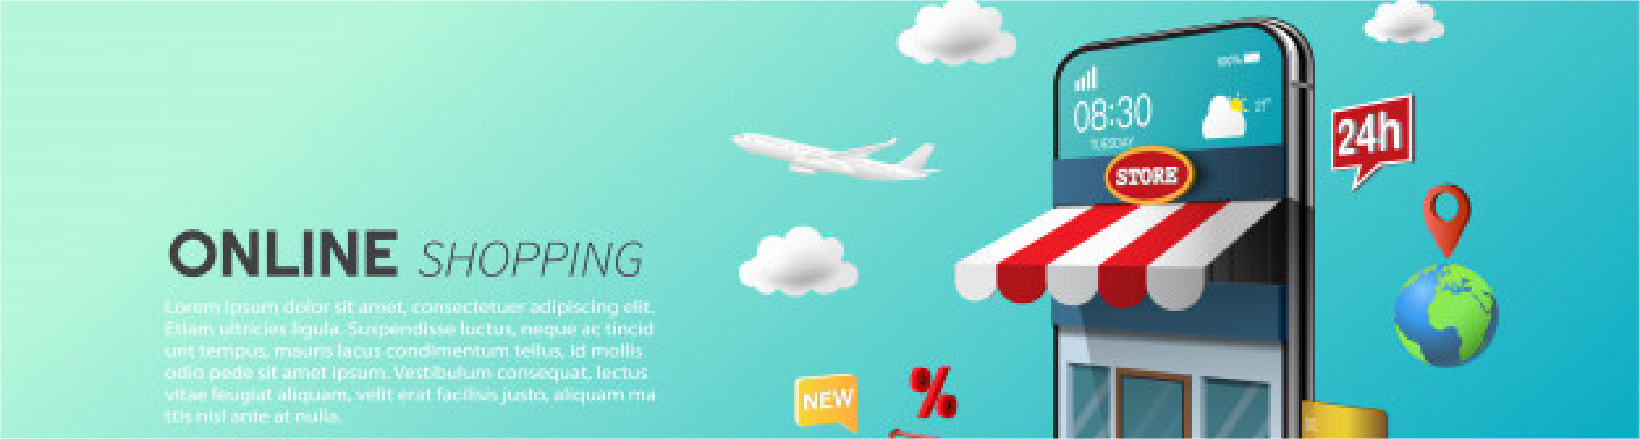 100%
08:30
21°
TUESDAY
24h
STORE
ONLINE SHOPPING
Lorem ipsum dolor sit amet, consectetuer adipiscing elit.
Etiam ultricies ligula. Suspendisse luctus, neque ac tincid
unt tempus, mauris lacus condimentum tellus, id mollis
odio pede sit amet ipsum. Vestibulum consequat, lectus
vitae feugiat aliquam, velit erat facilisis justo, aliquam ma
ttis nisl ante at nulla.
NEW
%